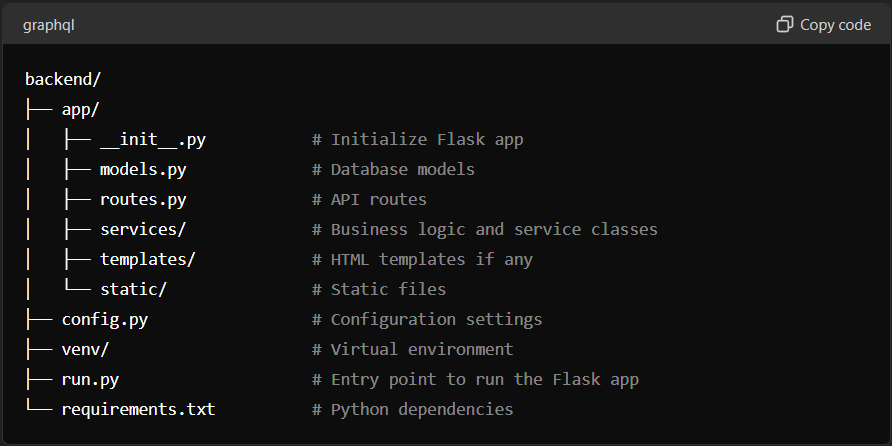 graphql Copy code
backend/
├── app/
│   ├── __init__.py           # Initialize Flask app
│   ├── models.py             # Database models
│   ├── routes.py             # API routes
│   ├── services/             # Business logic and service classes
│   ├── templates/            # HTML templates if any
│   └── static/               # Static files
├── config.py                 # Configuration settings
├── venv/                     # Virtual environment
├── run.py                    # Entry point to run the Flask app
└── requirements.txt          # Python dependencies